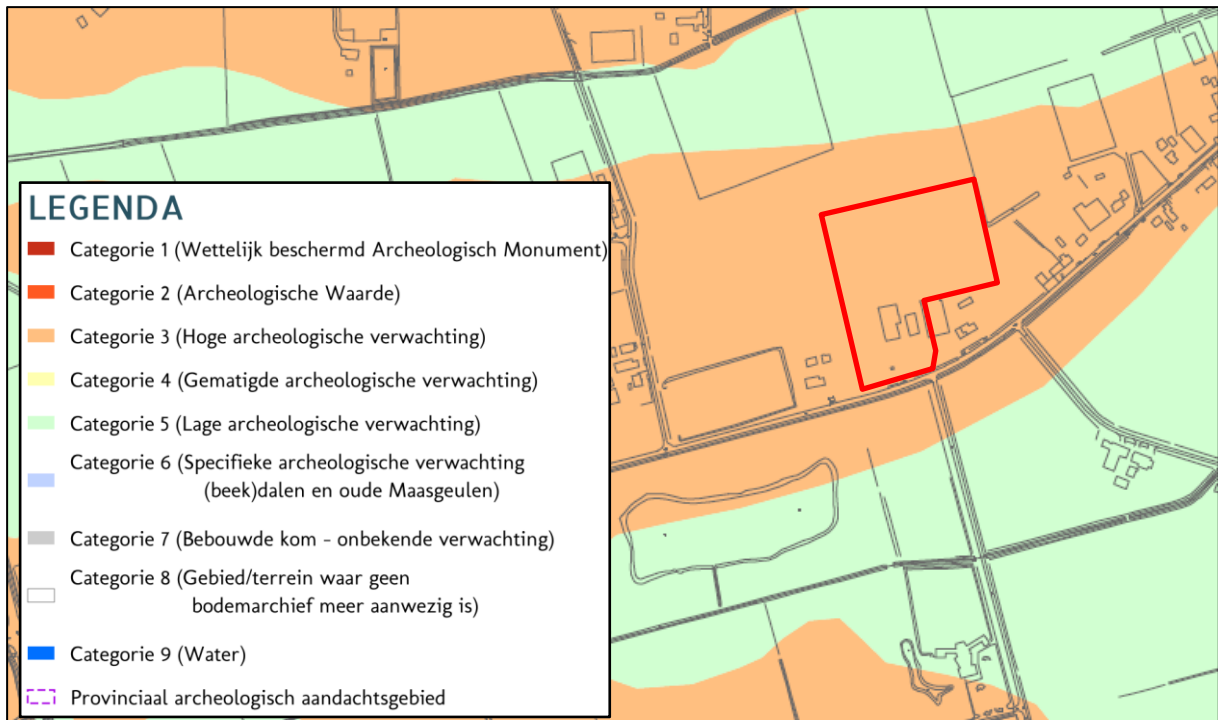 LEGENDA
Categorie 1 (Wettelijk beschermd Archeologisch Monument)
Categorie 2 (Archeologische Waarde)
Categorie 3 (Hoge archeologische verwachting)
Categorie 4 (Gematigde archeologische verwachting)
Categorie 5 (Lage archeologische verwachting)
Categorie 6 (Specifieke archeologische verwachting
(beek)dalen en oude Maasgeulen)
Categorie 7 (Bebouwde kom - onbekende verwachting)
Categorie 8 (Gebied/terrein waar geen
bodemarchief meer aanwezig is)
Categorie 9 (Water)
Provinciaal archeologisch aandachtsgebied